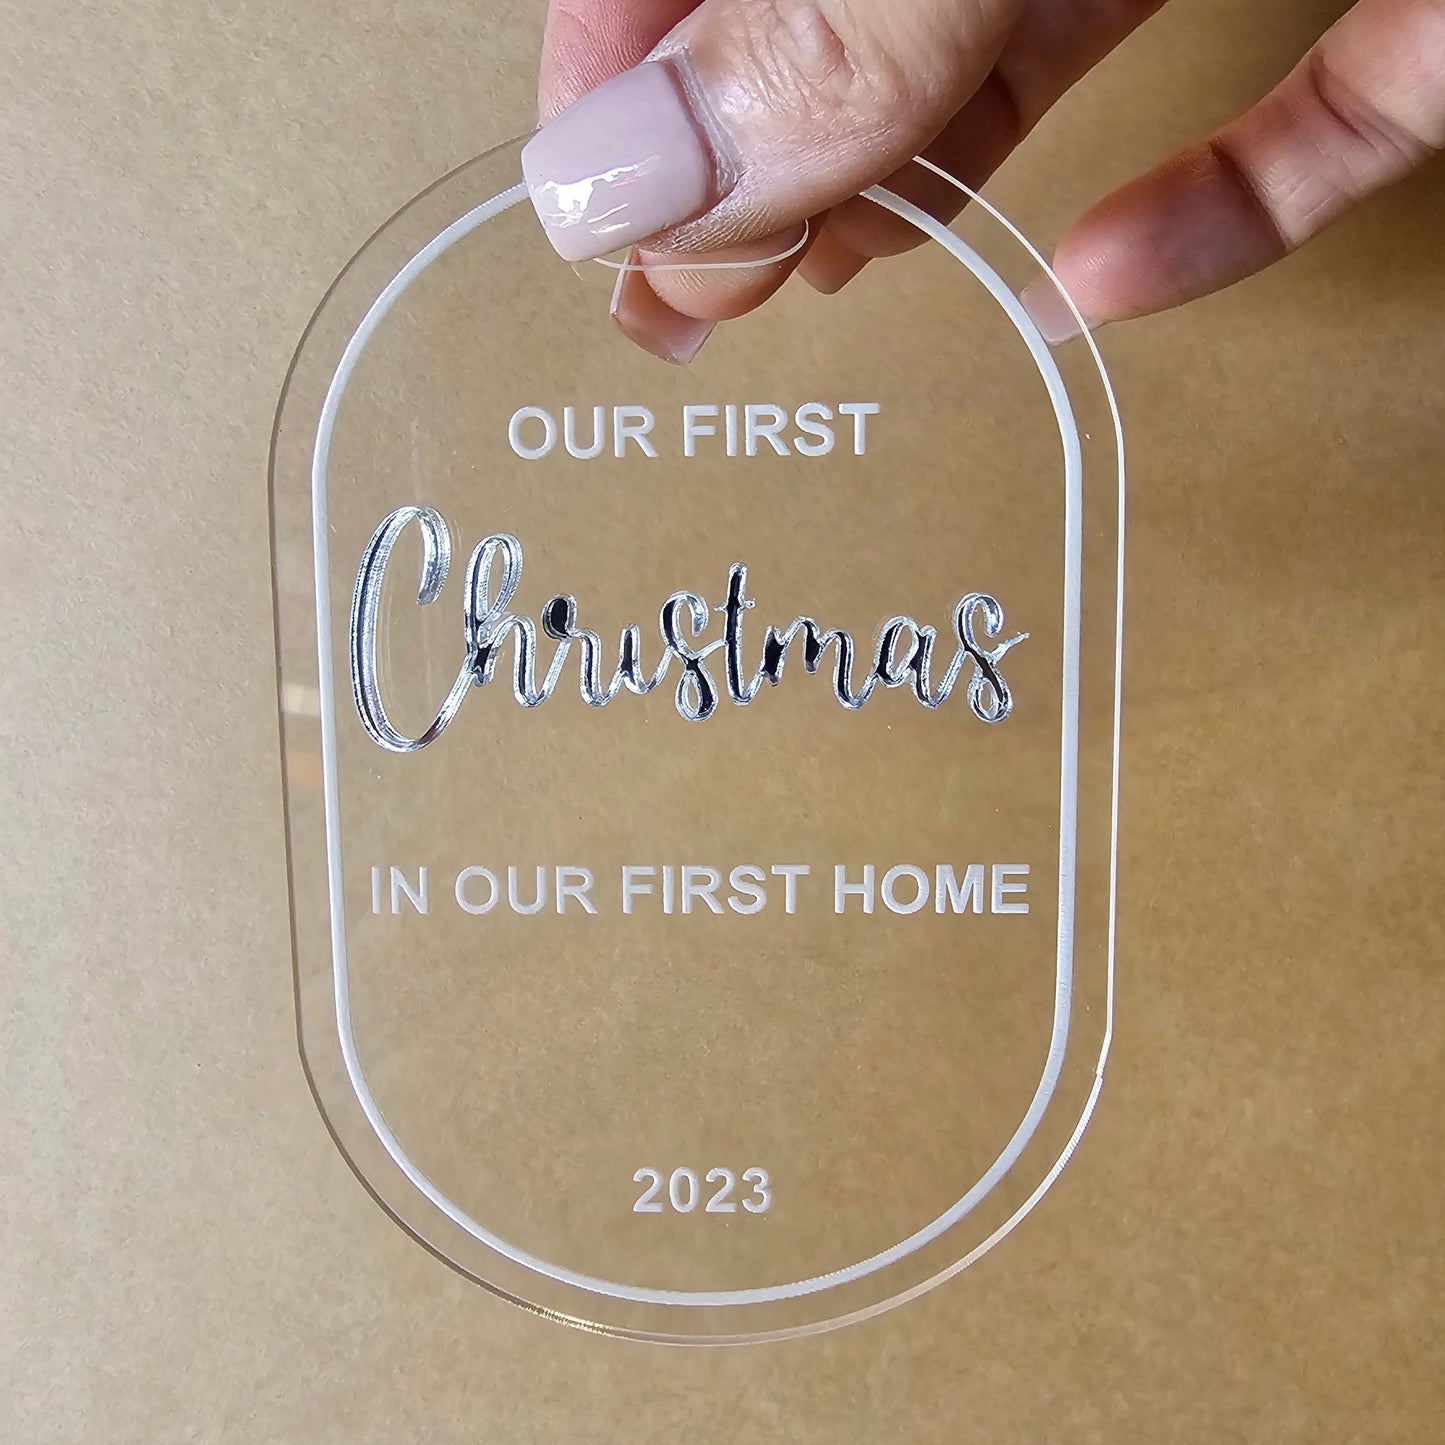 OUR FIRST
Christmas
IN OUR FIRST HOME
2023